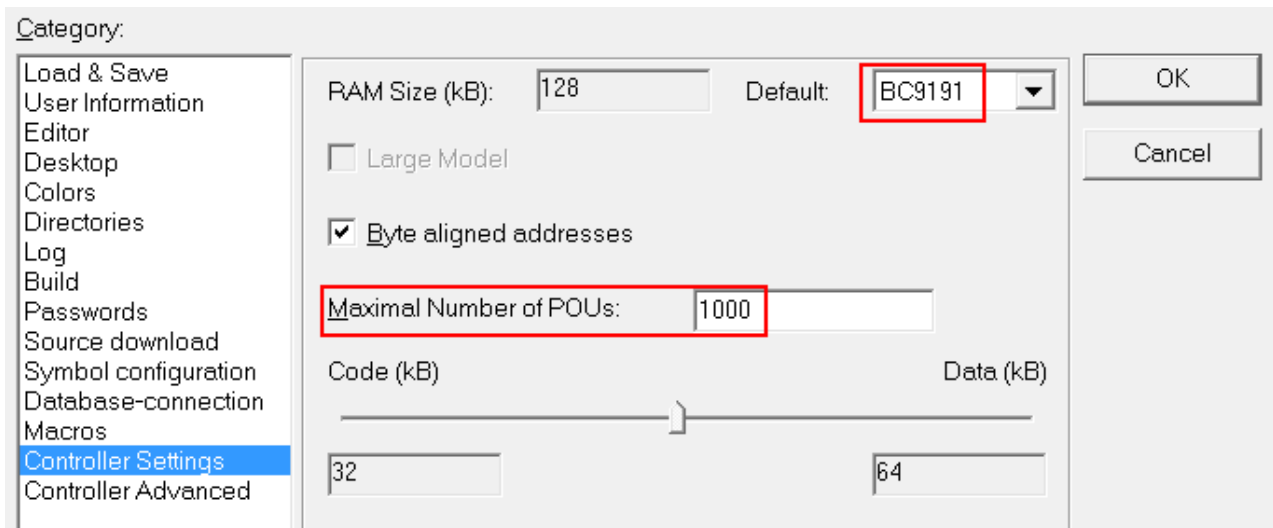 Category:
Load & Save
User Information
Editor
Desktop
Colors
Directories
Log
Build
Passwords
Source download
Symbol configuration
Database-connection
Macros
Controller Settings
Controller Advanced
RAM Size (kB): 128 Default: BC9191
Large Model
Byte aligned addresses
Maximal Number of POUs: 1000
Code (kB) Data (kB)
32 64
OK
Cancel